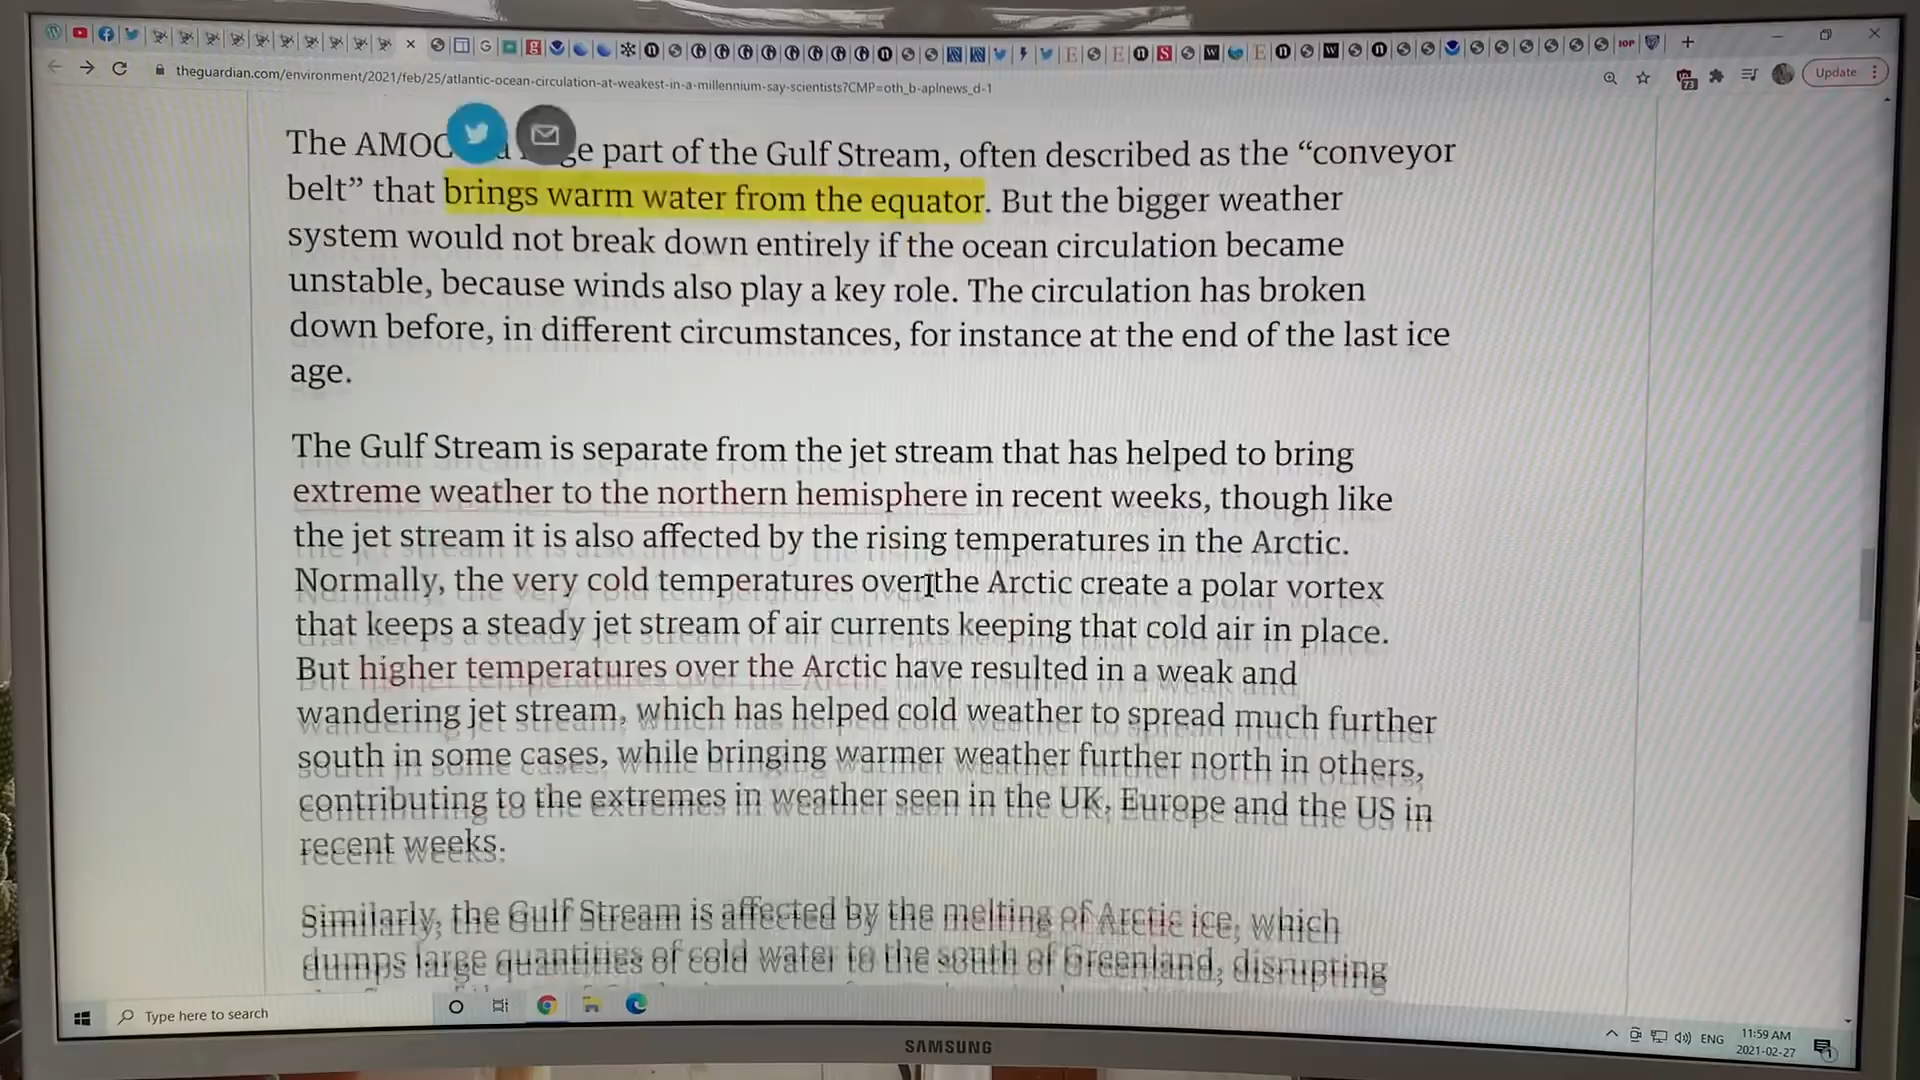 theguardian.com/environment/2021/feb/25/atlantic-ocean-circulation-at-weakest-in-a-millennium-say-scientists?CMP=oth_b-aplnews_d-1
Update
The AMOC part of the Gulf Stream, often described as the “conveyor
belt” that brings warm water from the equator. But the bigger weather
system would not break down entirely if the ocean circulation became
unstable, because winds also play a key role. The circulation has broken
down before, in different circumstances, for instance at the end of the last ice
age.
The Gulf Stream is separate from the jet stream that has helped to bring
extreme weather to the northern hemisphere in recent weeks, though like
the jet stream it is also affected by the rising temperatures in the Arctic.
Normally, the very cold temperatures over the Arctic create a polar vortex
that keeps a steady jet stream of air currents keeping that cold air in place.
But higher temperatures over the Arctic have resulted in a weak and
wandering jet stream, which has helped cold weather to spread much further
south in some cases, while bringing warmer weather further north in others,
contributing to the extremes in weather seen in the UK, Europe and the US in
recent weeks.
Similarly, the Gulf Stream is affected by the melting of Arctic ice, which
dumps large quantities of cold water to the south of Greenland, disrupting
Type here to search
ENG
11:59 AM
2021-02-27
SAMSUNG